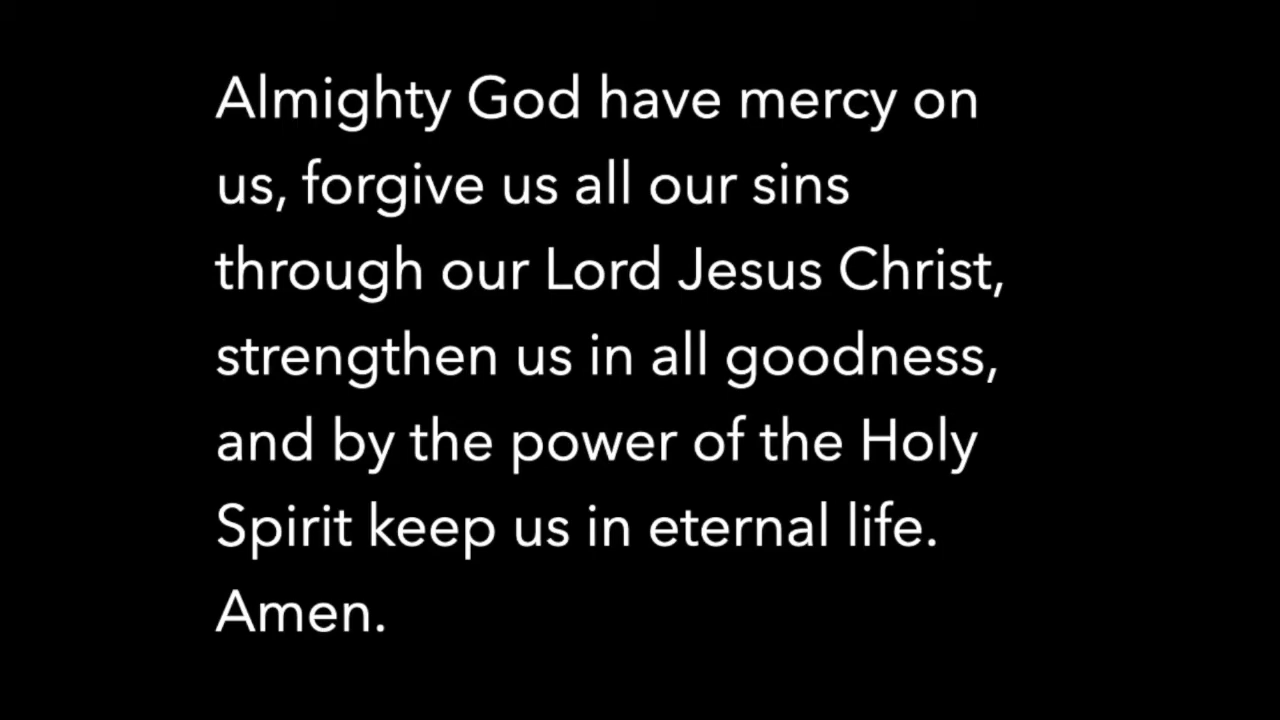 Almighty God have mercy on
us, forgive us all our sins
through our Lord Jesus Christ,
strengthen us in all goodness,
and by the power of the Holy
Spirit keep us in eternal life.
Amen.